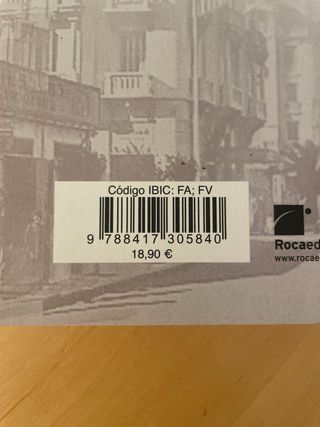 Código IBIC: FA; FV
9 788417 305840
18,90 €
Rocaed
www.rocae